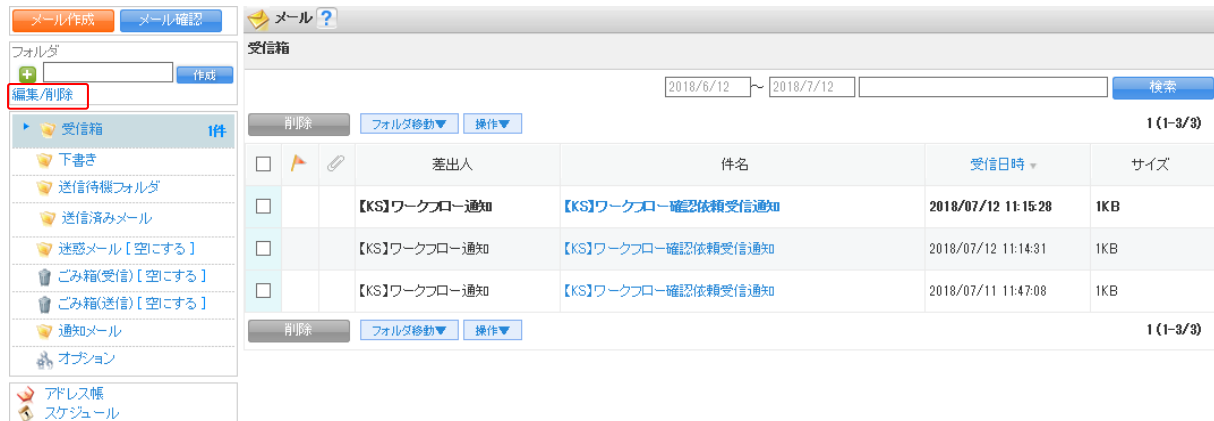 メール作成 メール確認
フォルダ
作成
編集/削除
受信箱 1件
下書き
送信待機フォルダ
送信済みメール
迷惑メール [ 空にする ]
ごみ箱(受信) [ 空にする ]
ごみ箱(送信) [ 空にする ]
通知メール
オプション
アドレス帳
スケジュール
メール ?
受信箱
2018/6/12 ～ 2018/7/12 検索
削除 フォルダ移動▼ 操作▼ 1 (1-3/3)
差出人 件名 受信日時 ▼ サイズ
【KS】ワークフロー通知 【KS】ワークフロー確認依頼受信通知 2018/07/12 11:15:28 1KB
【KS】ワークフロー通知 【KS】ワークフロー確認依頼受信通知 2018/07/12 11:14:31 1KB
【KS】ワークフロー通知 【KS】ワークフロー確認依頼受信通知 2018/07/11 11:47:08 1KB
削除 フォルダ移動▼ 操作▼ 1 (1-3/3)